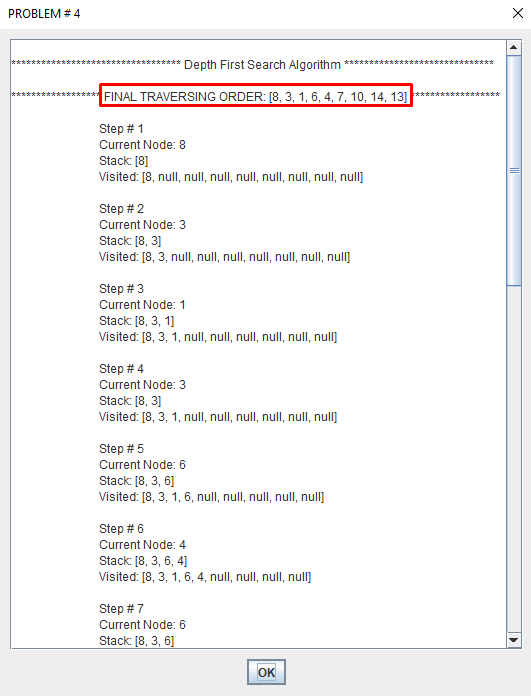 PROBLEM # 4
********************************** Depth First Search Algorithm ******************************
****************** FINAL TRAVERSING ORDER: [8, 3, 1, 6, 4, 7, 10, 14, 13] ******************
Step # 1
Current Node: 8
Stack: [8]
Visited: [8, null, null, null, null, null, null, null, null]
Step # 2
Current Node: 3
Stack: [8, 3]
Visited: [8, 3, null, null, null, null, null, null, null]
Step # 3
Current Node: 1
Stack: [8, 3, 1]
Visited: [8, 3, 1, null, null, null, null, null, null]
Step # 4
Current Node: 3
Stack: [8, 3]
Visited: [8, 3, 1, null, null, null, null, null, null]
Step # 5
Current Node: 6
Stack: [8, 3, 6]
Visited: [8, 3, 1, 6, null, null, null, null, null]
Step # 6
Current Node: 4
Stack: [8, 3, 6, 4]
Visited: [8, 3, 1, 6, 4, null, null, null, null]
Step # 7
Current Node: 6
Stack: [8, 3, 6]
OK